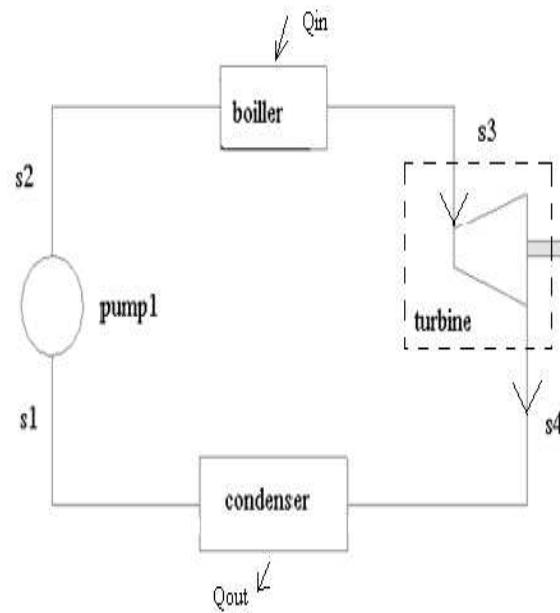 Qin
boiller
s3
s2
pump1
turbine
s1
s4
condenser
Qout